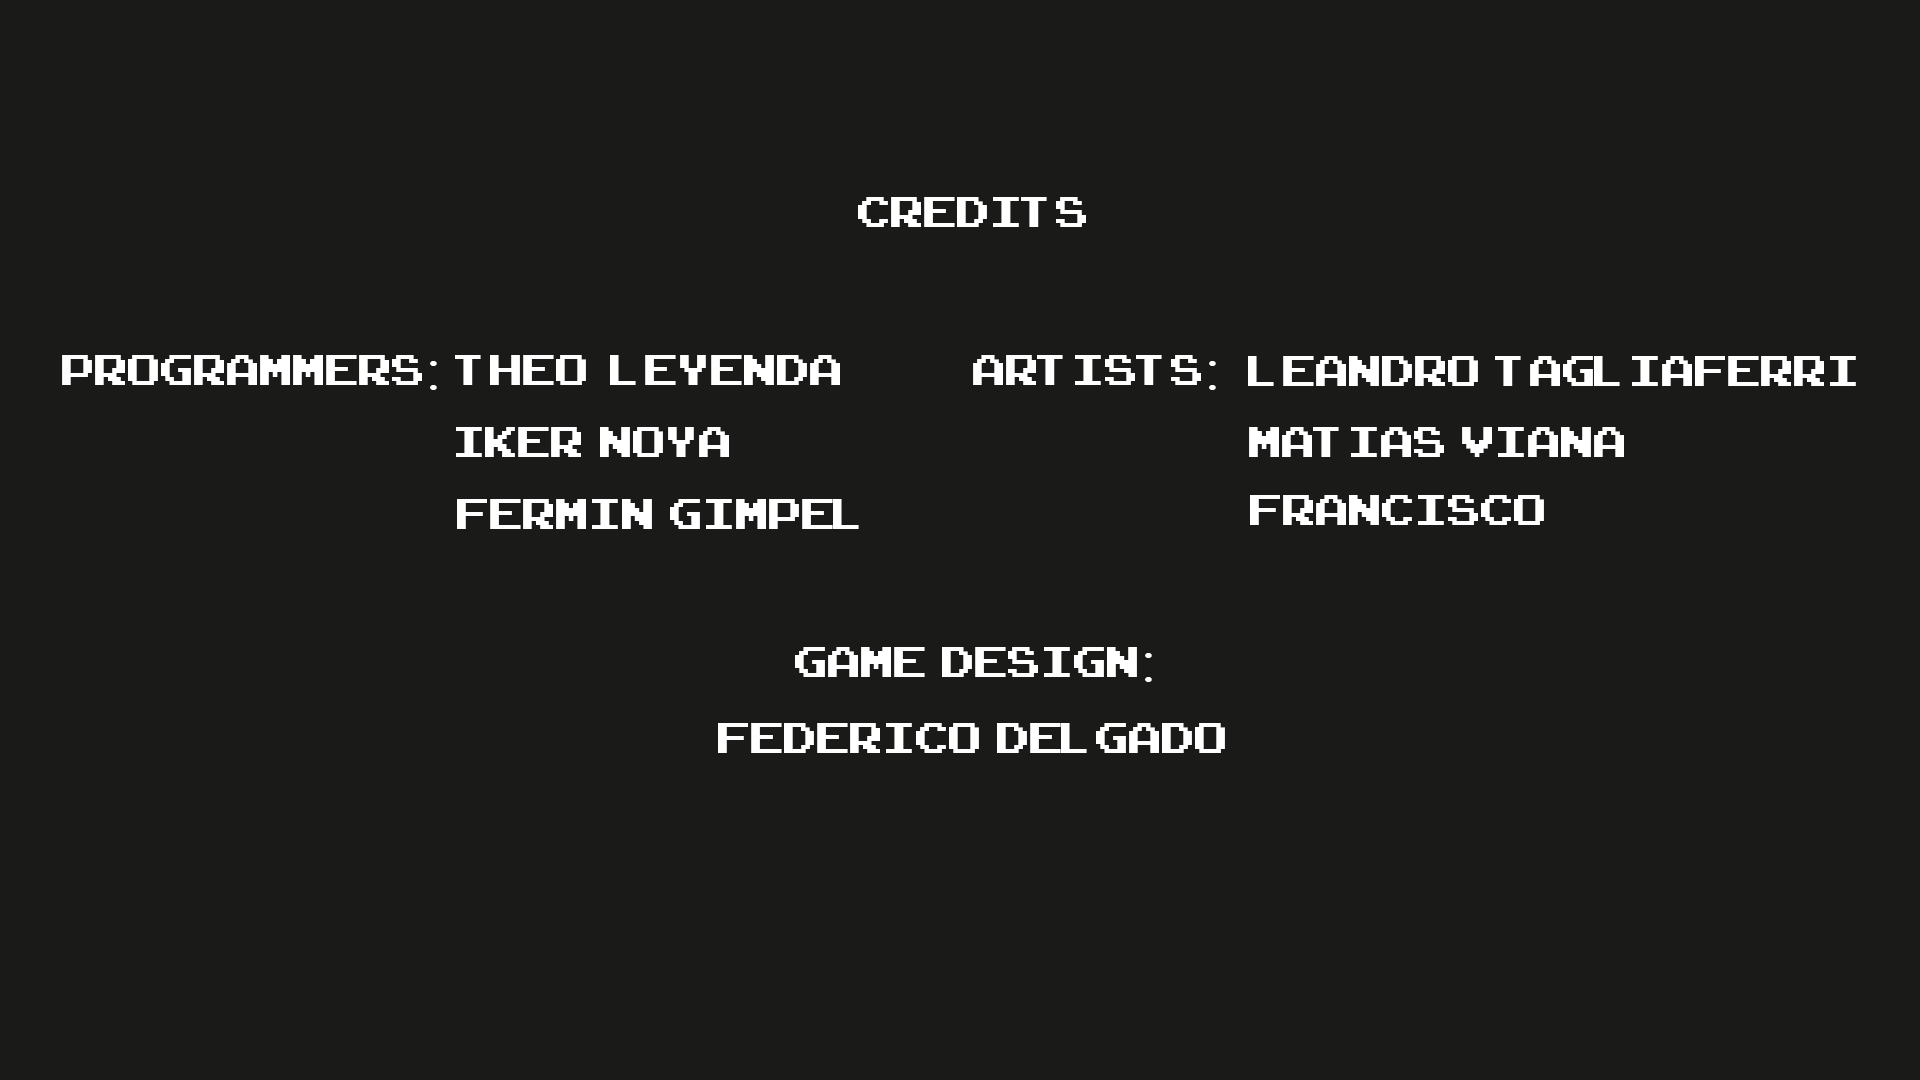 CREDITS
PROGRAMMERS: THEO LEYENDA
IKER NOYA
FERMIN GIMPEL
ARTISTS: LEANDRO TAGLIAFERRI
MATIAS VIANA
FRANCISCO
GAME DESIGN:
FEDERICO DELGADO